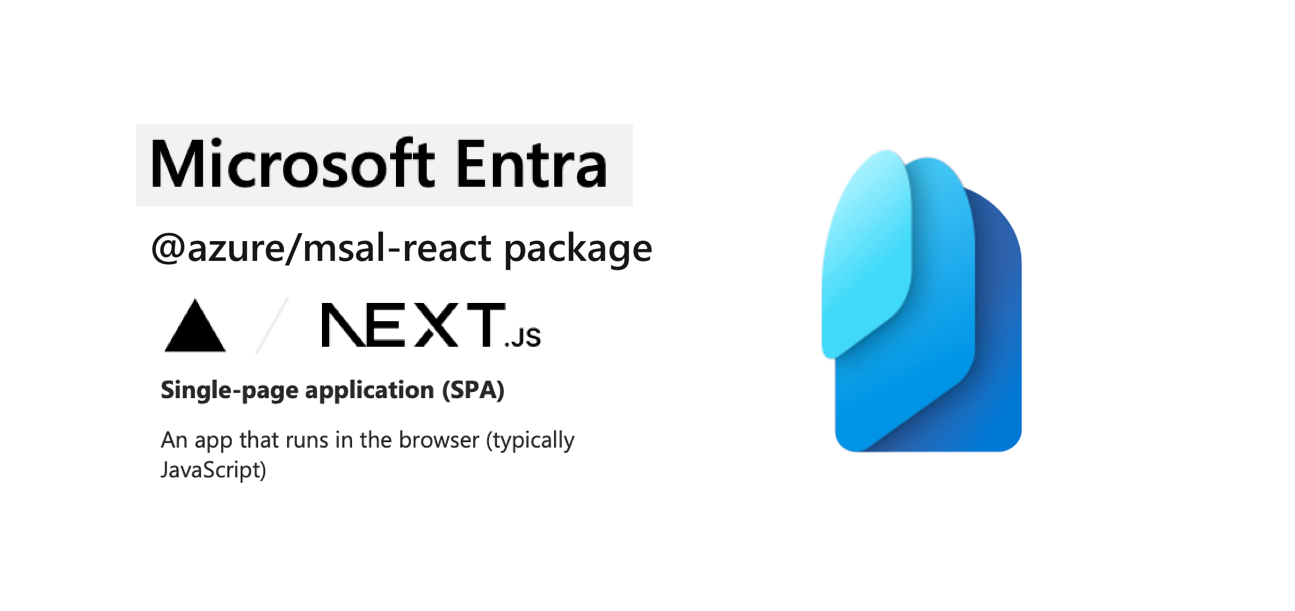 Microsoft Entra
@azure/msal-react package
NEXT.JS
Single-page application (SPA)
An app that runs in the browser (typically
JavaScript)